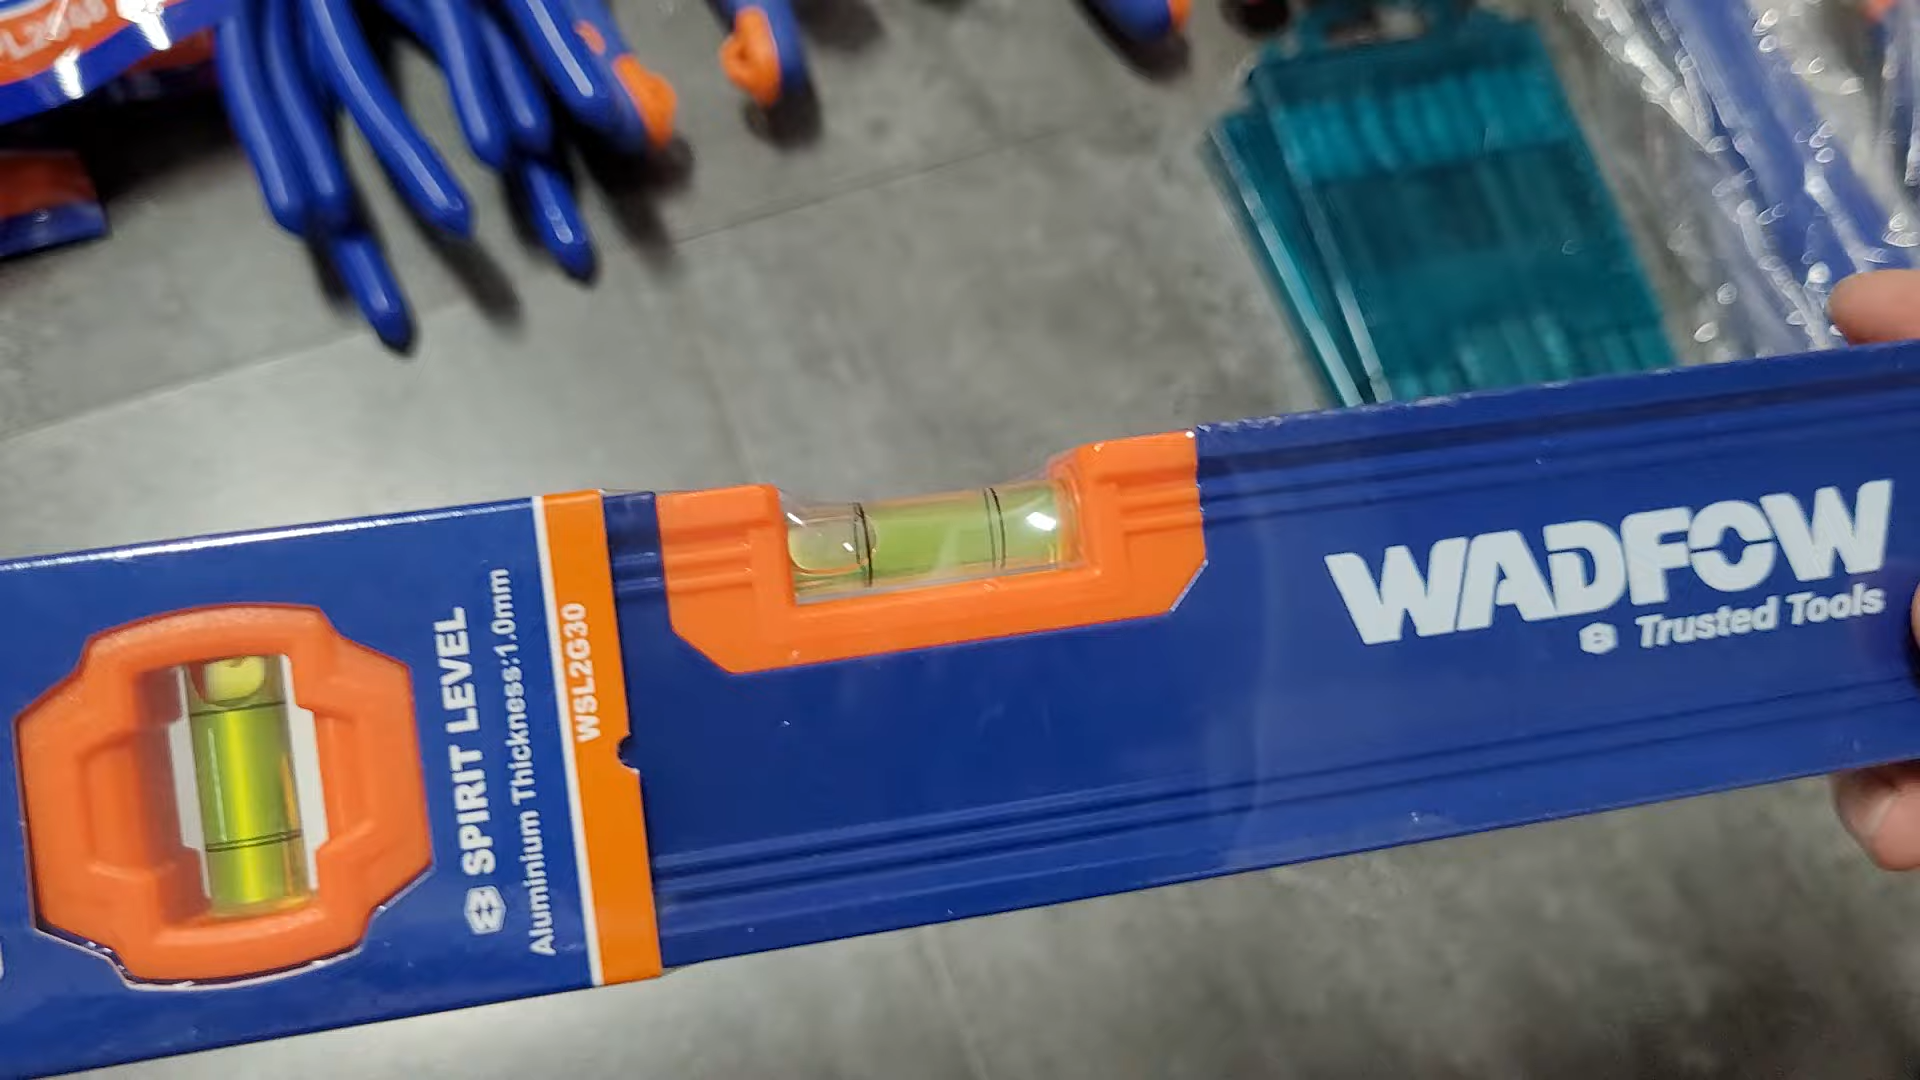 SPIRIT LEVEL
Aluminium Thickness:1.0mm
WSL2G30
WADFOW
Trusted Tools